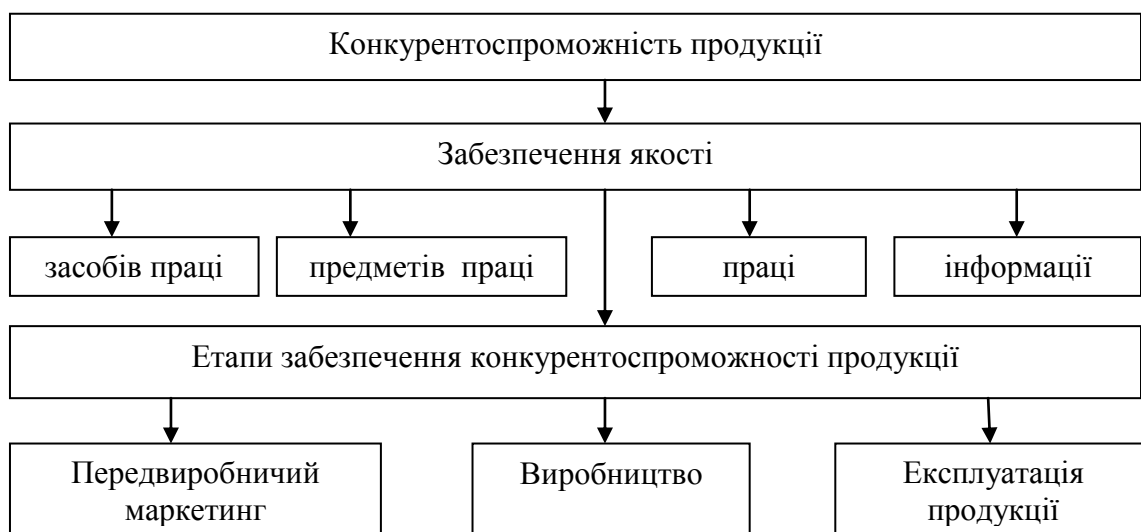 Конкурентоспроможність продукції
Забезпечення якості
засобів праці
предметів праці
праці
інформації
Етапи забезпечення конкурентоспроможності продукції
Передвиробничий
маркетинг
Виробництво
Експлуатація
продукції